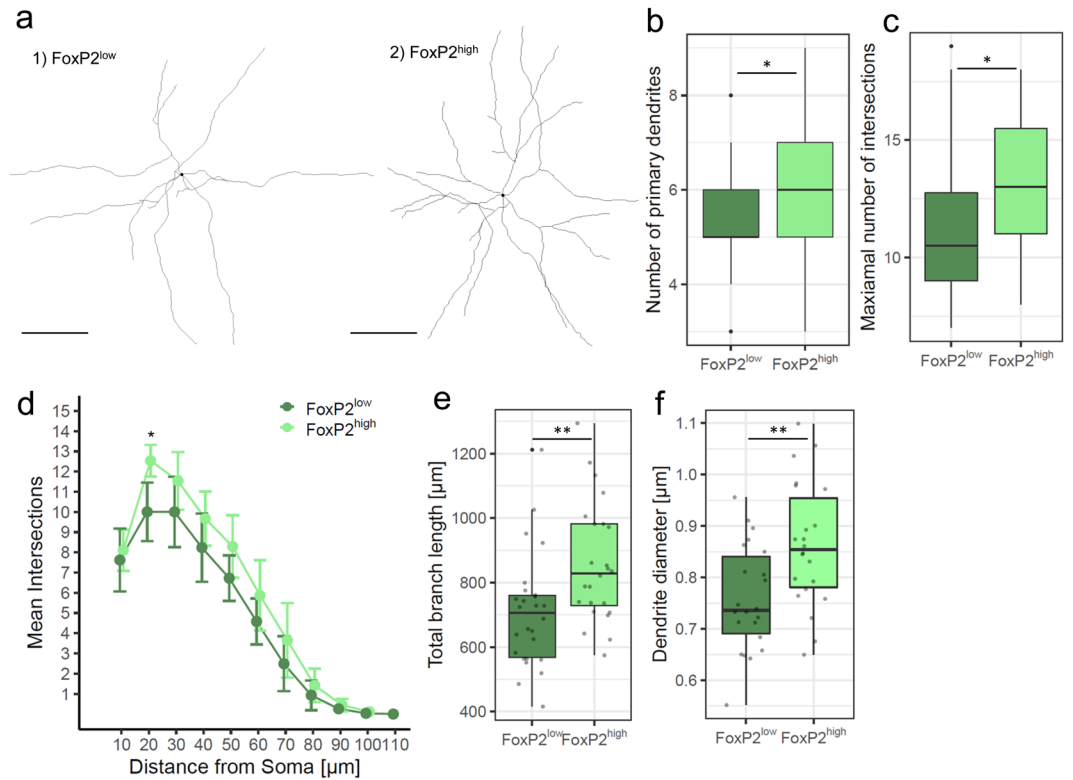 a
1) FoxP2low
2) FoxP2high
b
Number of primary dendrites
8
6
4
*
FoxP2low FoxP2high
c
Maxiamal number of intersections
15
10
*
FoxP2low FoxP2high
d
Mean Intersections
15
14
13
12
11
10
9
8
7
6
5
4
3
2
1
*
FoxP2low
FoxP2high
10 20 30 40 50 60 70 80 90 100 110
Distance from Soma [µm]
e
Total branch length [µm]
1200
1000
800
600
400
**
FoxP2low FoxP2high
f
Dendrite diameter [µm]
1.1
1.0
0.9
0.8
0.7
0.6
**
FoxP2low FoxP2high